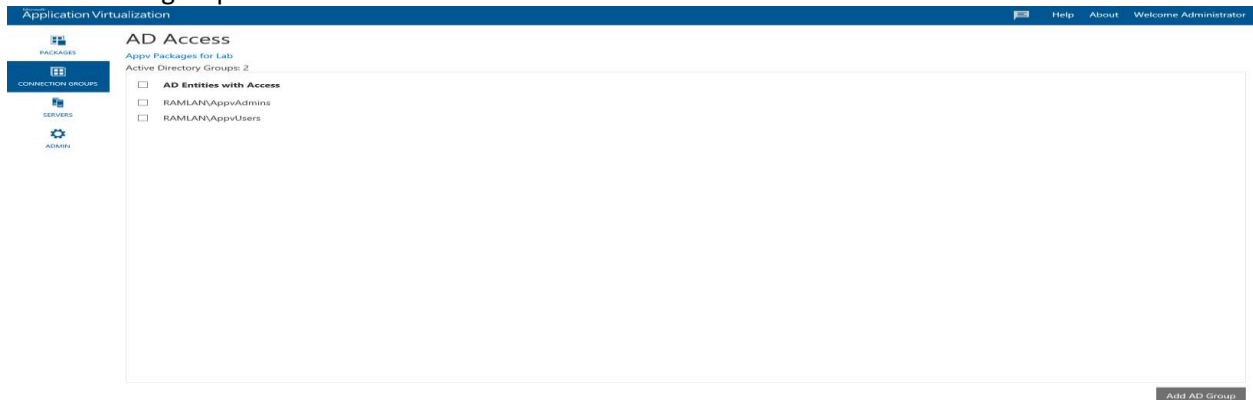 Microsoft
Application Virtualization
Help About Welcome Administrator
PACKAGES
CONNECTION GROUPS
SERVERS
ADMIN
AD Access
Appv Packages for Lab
Active Directory Groups: 2
AD Entities with Access
RAMLAN\AppvAdmins
RAMLAN\AppvUsers
Add AD Group